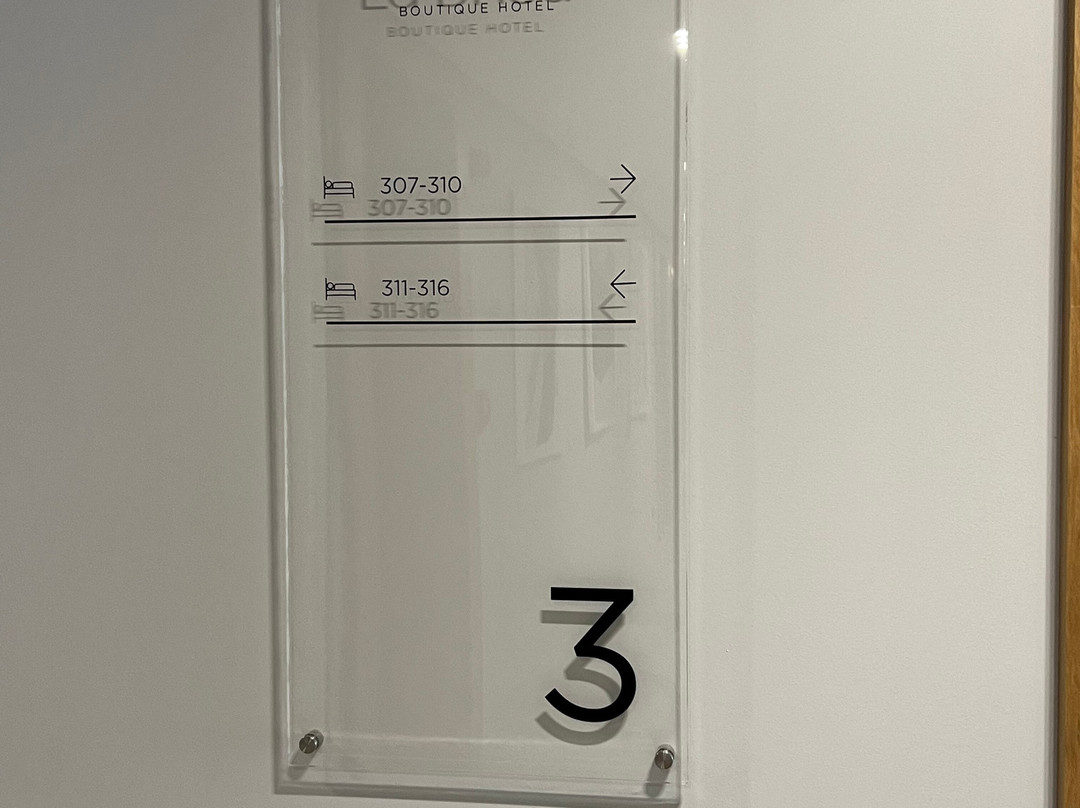 BOUTIQUE HOTEL
307-310 →
311-316 ←
3